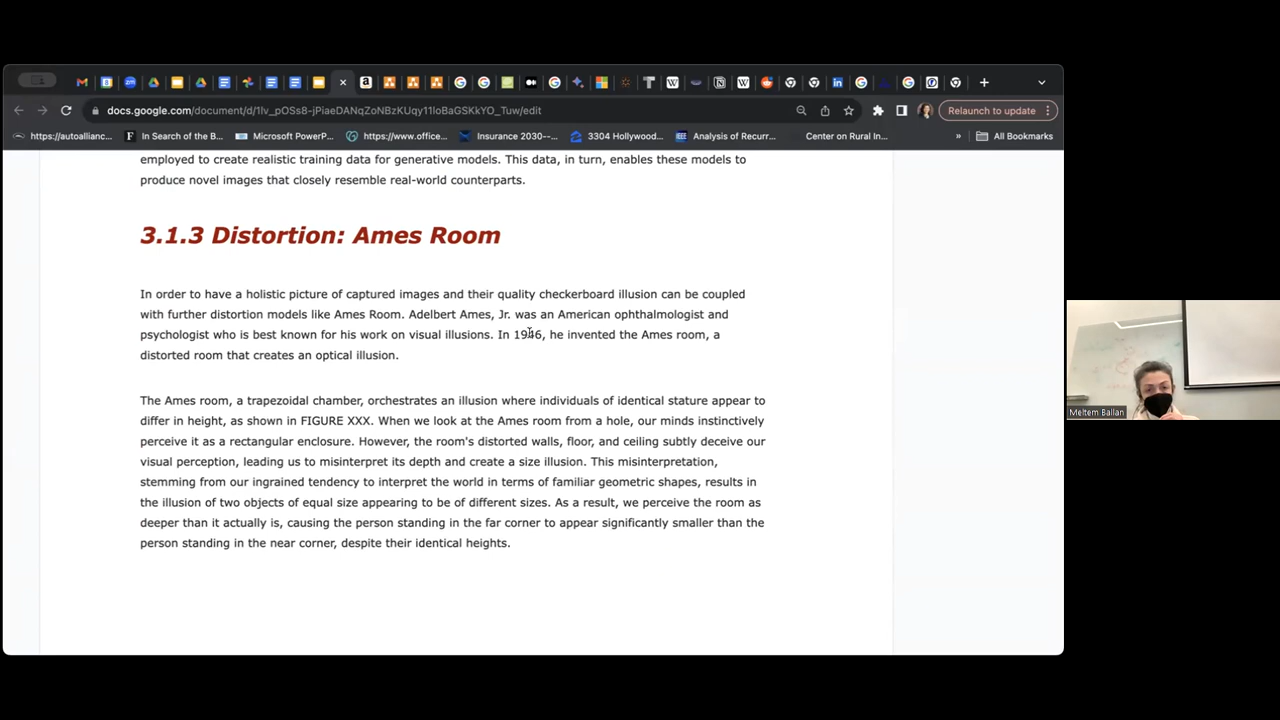 docs.google.com/document/d/1lv_pOSs8-jPiaeDANqZoNBzKUqy11loBaGSKkYO_Tuw/edit
Relaunch to update
https://autoallianc...
In Search of the B...
Microsoft PowerP...
https://www.office...
Insurance 2030--...
3304 Hollywood...
Analysis of Recurr...
Center on Rural In...
»
All Bookmarks
employed to create realistic training data for generative models. This data, in turn, enables these models to
produce novel images that closely resemble real-world counterparts.
3.1.3 Distortion: Ames Room
In order to have a holistic picture of captured images and their quality checkerboard illusion can be coupled
with further distortion models like Ames Room. Adelbert Ames, Jr. was an American ophthalmologist and
psychologist who is best known for his work on visual illusions. In 1946, he invented the Ames room, a
distorted room that creates an optical illusion.
The Ames room, a trapezoidal chamber, orchestrates an illusion where individuals of identical stature appear to
differ in height, as shown in FIGURE XXX. When we look at the Ames room from a hole, our minds instinctively
perceive it as a rectangular enclosure. However, the room's distorted walls, floor, and ceiling subtly deceive our
visual perception, leading us to misinterpret its depth and create a size illusion. This misinterpretation,
stemming from our ingrained tendency to interpret the world in terms of familiar geometric shapes, results in
the illusion of two objects of equal size appearing to be of different sizes. As a result, we perceive the room as
deeper than it actually is, causing the person standing in the far corner to appear significantly smaller than the
person standing in the near corner, despite their identical heights.
Meltem Ballan